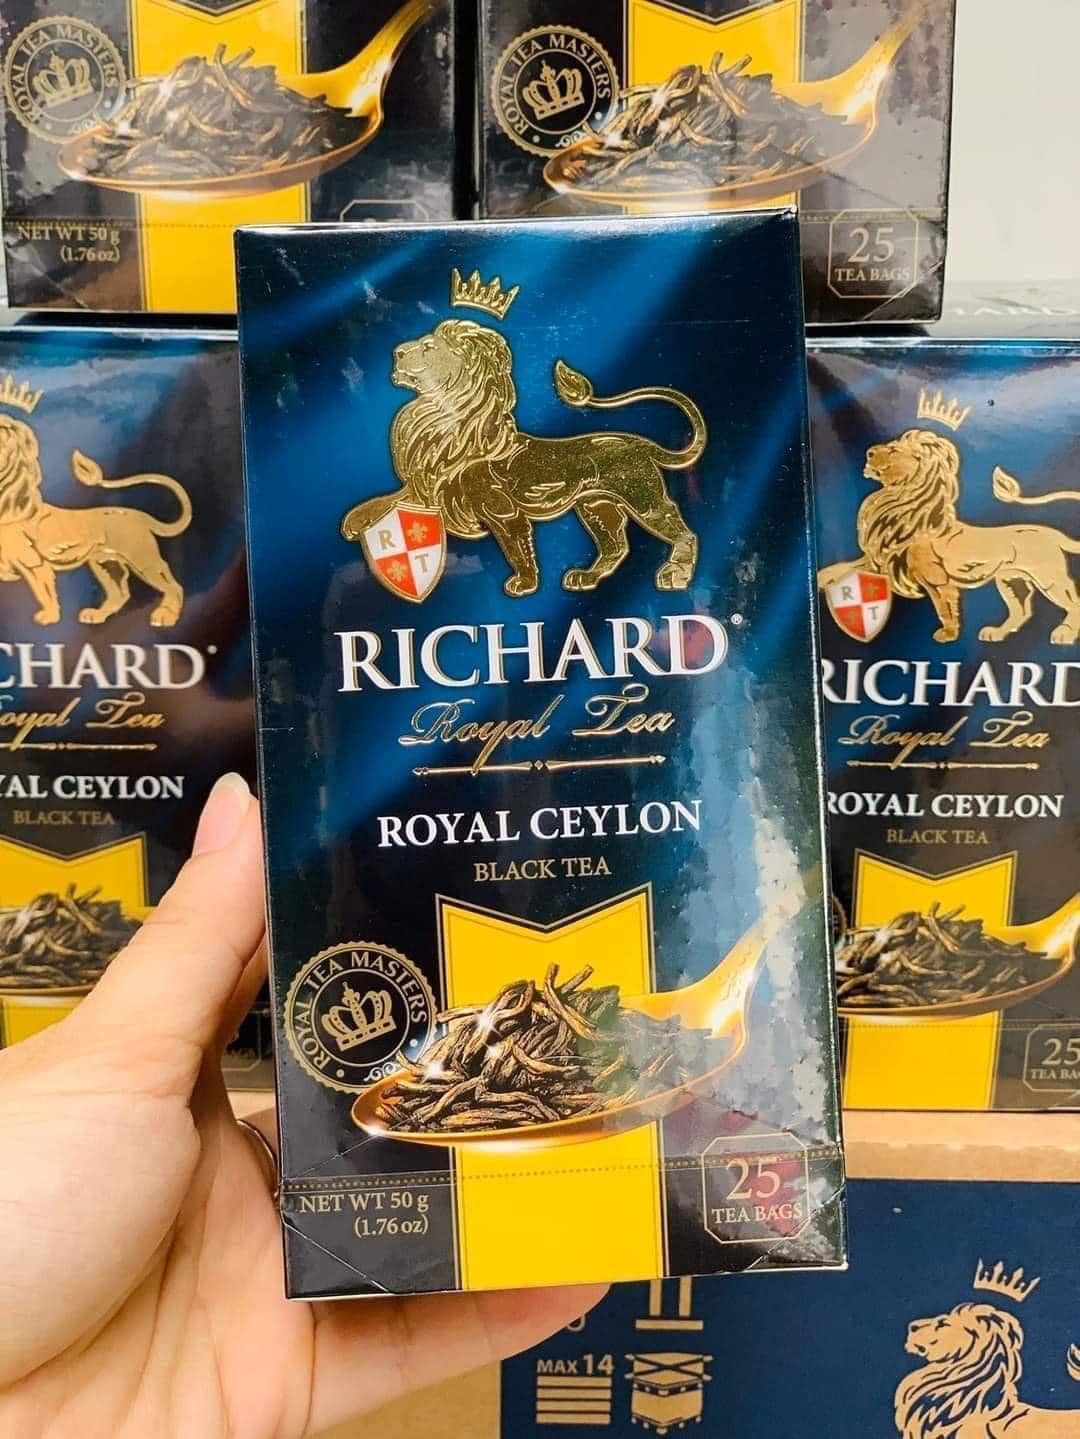 ROYAL TEA MASTERS
NET WT 50 g
(1.76 oz)
ROYAL TEA MASTERS
25
TEA BAGS
R
T
RICHARD®
Royal Tea
ROYAL CEYLON
BLACK TEA
ROYAL TEA MASTERS
NET WT 50 g
(1.76 oz)
25
TEA BAGS
CHARD
oyal Tea
YAL CEYLON
BLACK TEA
R
T
RICHARD
Royal Tea
ROYAL CEYLON
BLACK TEA
25
TEA BA
MAX 14